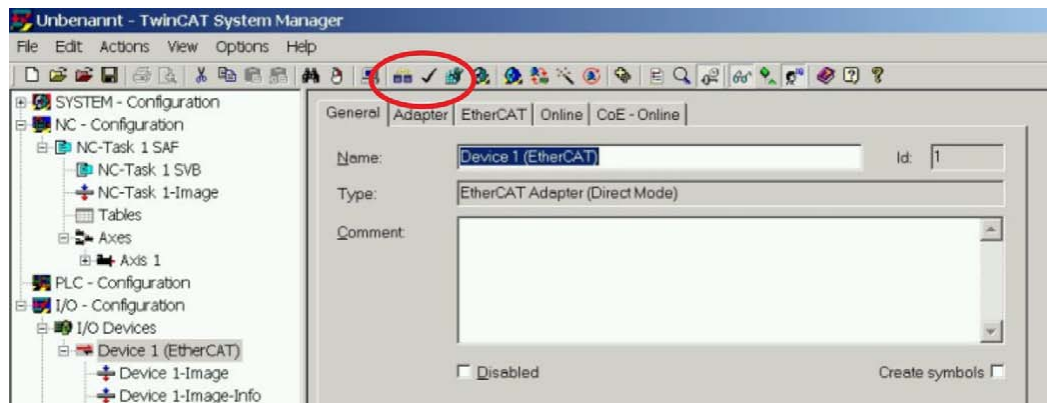 Unbenannt - TwinCAT System Manager
File Edit Actions View Options Help
SYSTEM - Configuration
NC - Configuration
NC-Task 1 SAF
NC-Task 1 SVB
NC-Task 1-Image
Tables
Axes
Axis 1
PLC - Configuration
I/O - Configuration
I/O Devices
Device 1 (EtherCAT)
Device 1-Image
Device 1-Image-Info
General Adapter EtherCAT Online CoE - Online
Name: Device 1 (EtherCAT) Id: 1
Type: EtherCAT Adapter (Direct Mode)
Comment:
Disabled Create symbols